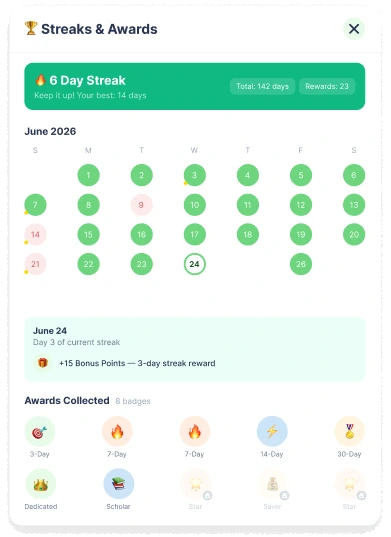 Streaks & Awards
6 Day Streak
Keep it up! Your best: 14 days
Total: 142 days
Rewards: 23
June 2026
S M T W T F S
1 2 3 4 5 6
7 8 9 10 11 12 13
14 15 16 17 18 19 20
21 22 23 24 26
June 24
Day 3 of current streak
+15 Bonus Points — 3-day streak reward
Awards Collected 8 badges
3-Day 7-Day 7-Day 14-Day 30-Day
Dedicated Scholar Star Saver Star